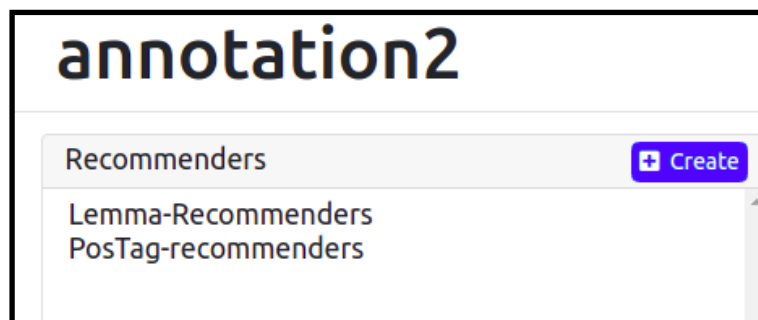 annotation2
Recommenders
Create
Lemma-Recommenders
PosTag-recommenders